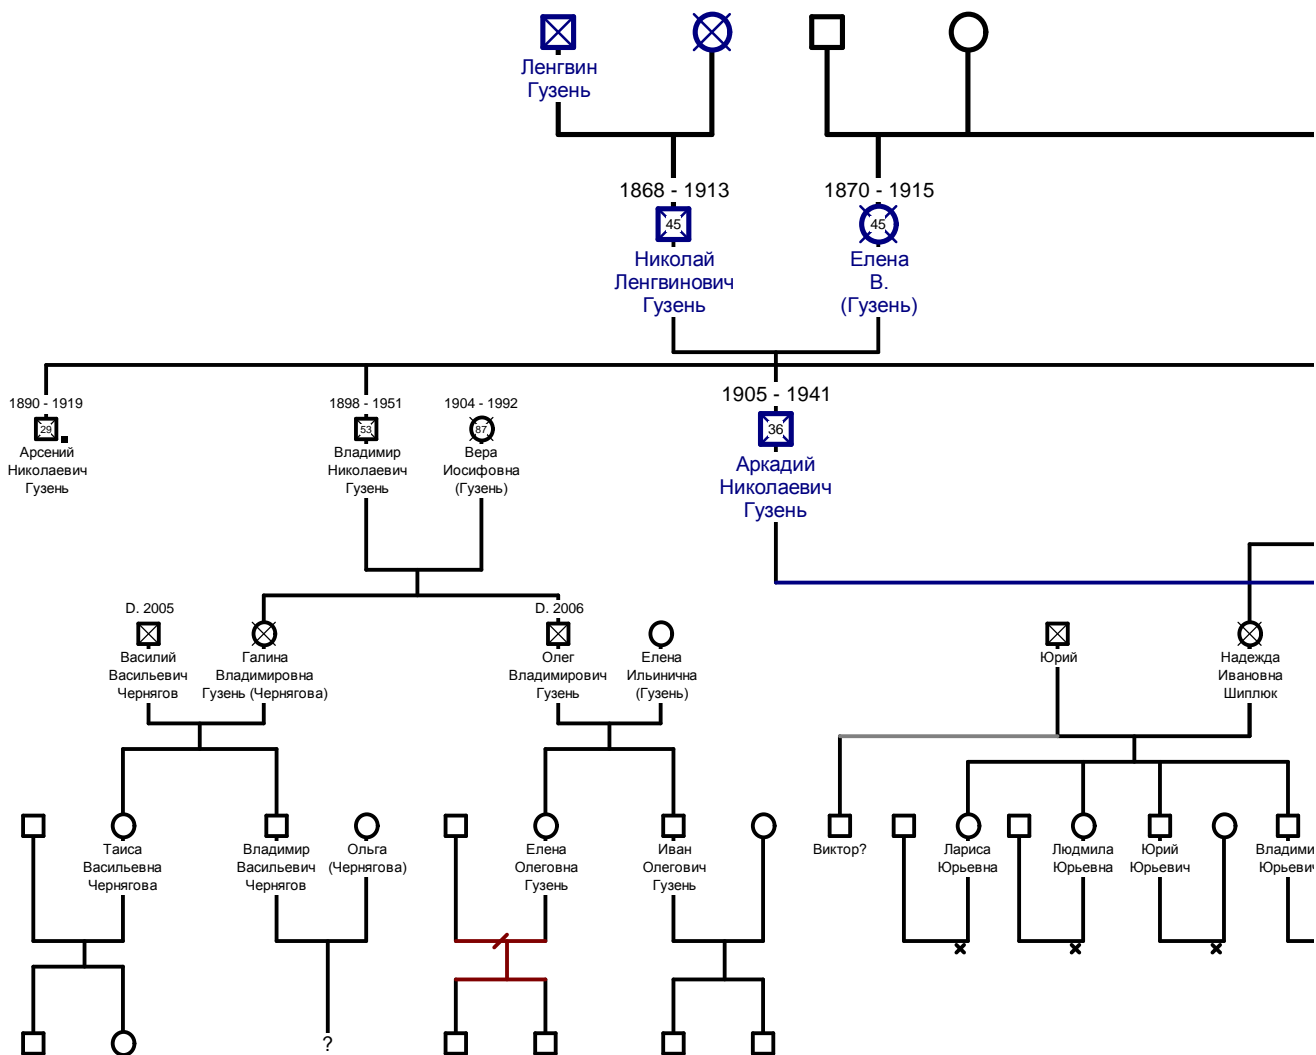 Ленгвин
Гузень
1868 - 1913
45
Николай
Ленгвинович
Гузень
1870 - 1915
45
Елена
В.
(Гузень)
1890 - 1919
29
Арсений
Николаевич
Гузень
1898 - 1951
53
Владимир
Николаевич
Гузень
1904 - 1992
87
Вера
Иосифовна
(Гузень)
1905 - 1941
36
Аркадий
Николаевич
Гузень
D. 2005
Василий
Васильевич
Чернягов
Галина
Владимировна
Гузень (Чернягова)
D. 2006
Олег
Владимирович
Гузень
Елена
Ильинична
(Гузень)
Юрий
Надежда
Ивановна
Шиплюк
Таиса
Васильевна
Чернягова
Владимир
Васильевич
Чернягов
Ольга
(Чернягова)
Елена
Олеговна
Гузень
Иван
Олегович
Гузень
Виктор?
Лариса
Юрьевна
Людмила
Юрьевна
Юрий
Юрьевич
Владими
Юрьевич
?